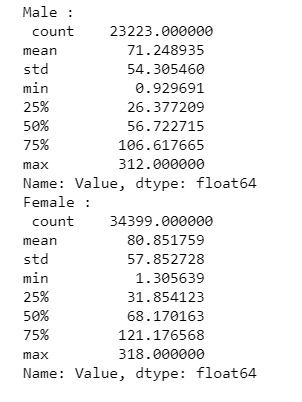 Male :
count 23223.000000
mean 71.248935
std 54.305460
min 0.929691
25% 26.377209
50% 56.722715
75% 106.617665
max 312.000000
Name: Value, dtype: float64
Female :
count 34399.000000
mean 80.851759
std 57.852728
min 1.305639
25% 31.854123
50% 68.170163
75% 121.176568
max 318.000000
Name: Value, dtype: float64